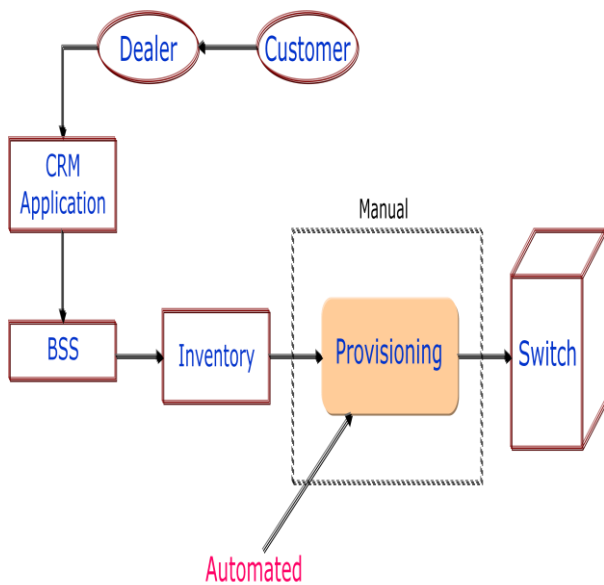 Dealer
Customer
CRM
Application
Manual
BSS
Inventory
Provisioning
Switch
Automated